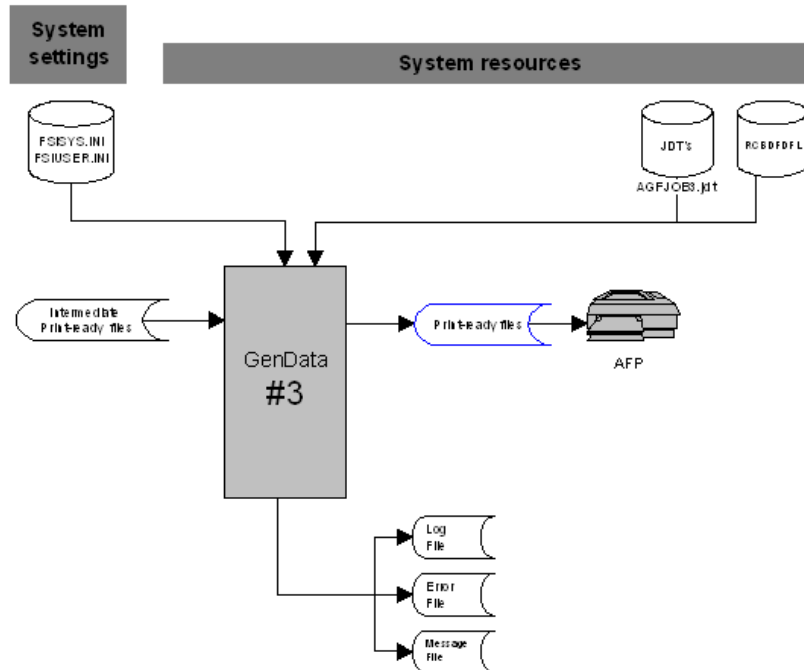 System
settings
System resources
FSISYS.INI
FSIUSER.INI
JDT's
AGFJOB3.jdt
RCBDFDFL
Intermediate
Print-ready files
GenData
#3
Print-ready files
AFP
Log
File
Error
File
Message
File